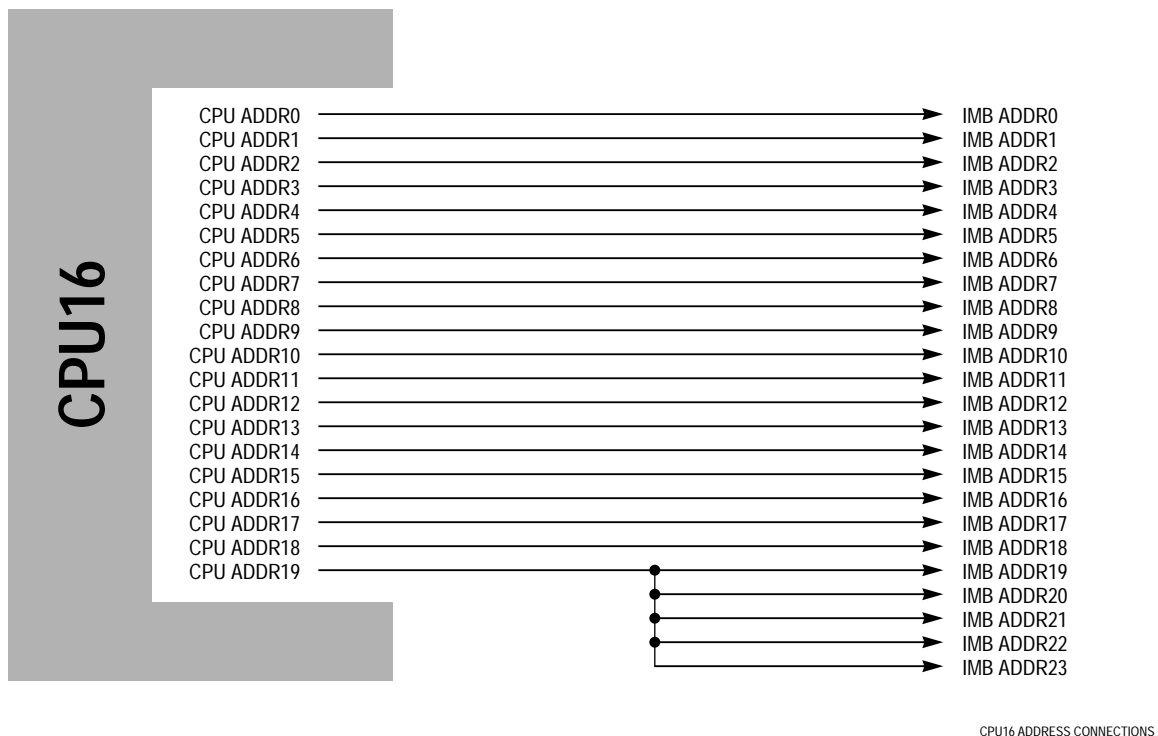 CPU16
CPU ADDR0 IMB ADDR0
CPU ADDR1 IMB ADDR1
CPU ADDR2 IMB ADDR2
CPU ADDR3 IMB ADDR3
CPU ADDR4 IMB ADDR4
CPU ADDR5 IMB ADDR5
CPU ADDR6 IMB ADDR6
CPU ADDR7 IMB ADDR7
CPU ADDR8 IMB ADDR8
CPU ADDR9 IMB ADDR9
CPU ADDR10 IMB ADDR10
CPU ADDR11 IMB ADDR11
CPU ADDR12 IMB ADDR12
CPU ADDR13 IMB ADDR13
CPU ADDR14 IMB ADDR14
CPU ADDR15 IMB ADDR15
CPU ADDR16 IMB ADDR16
CPU ADDR17 IMB ADDR17
CPU ADDR18 IMB ADDR18
CPU ADDR19 IMB ADDR19
IMB ADDR20
IMB ADDR21
IMB ADDR22
IMB ADDR23
CPU16 ADDRESS CONNECTIONS